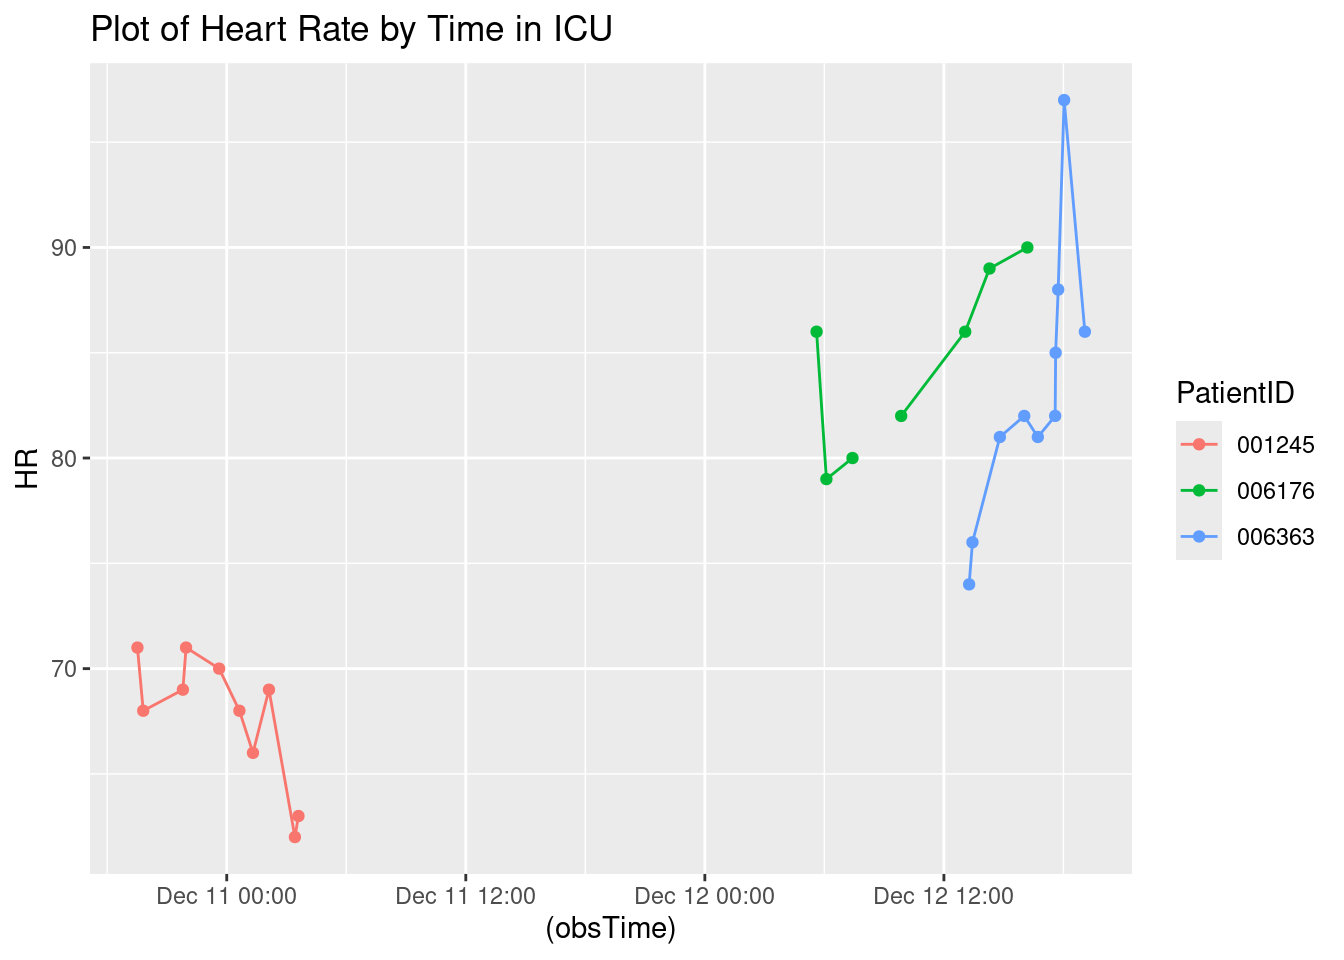 Plot of Heart Rate by Time in ICU
HR
90
80
70
Dec 11 00:00 Dec 11 12:00 Dec 12 00:00 Dec 12 12:00
(obsTime)
PatientID
001245
006176
006363